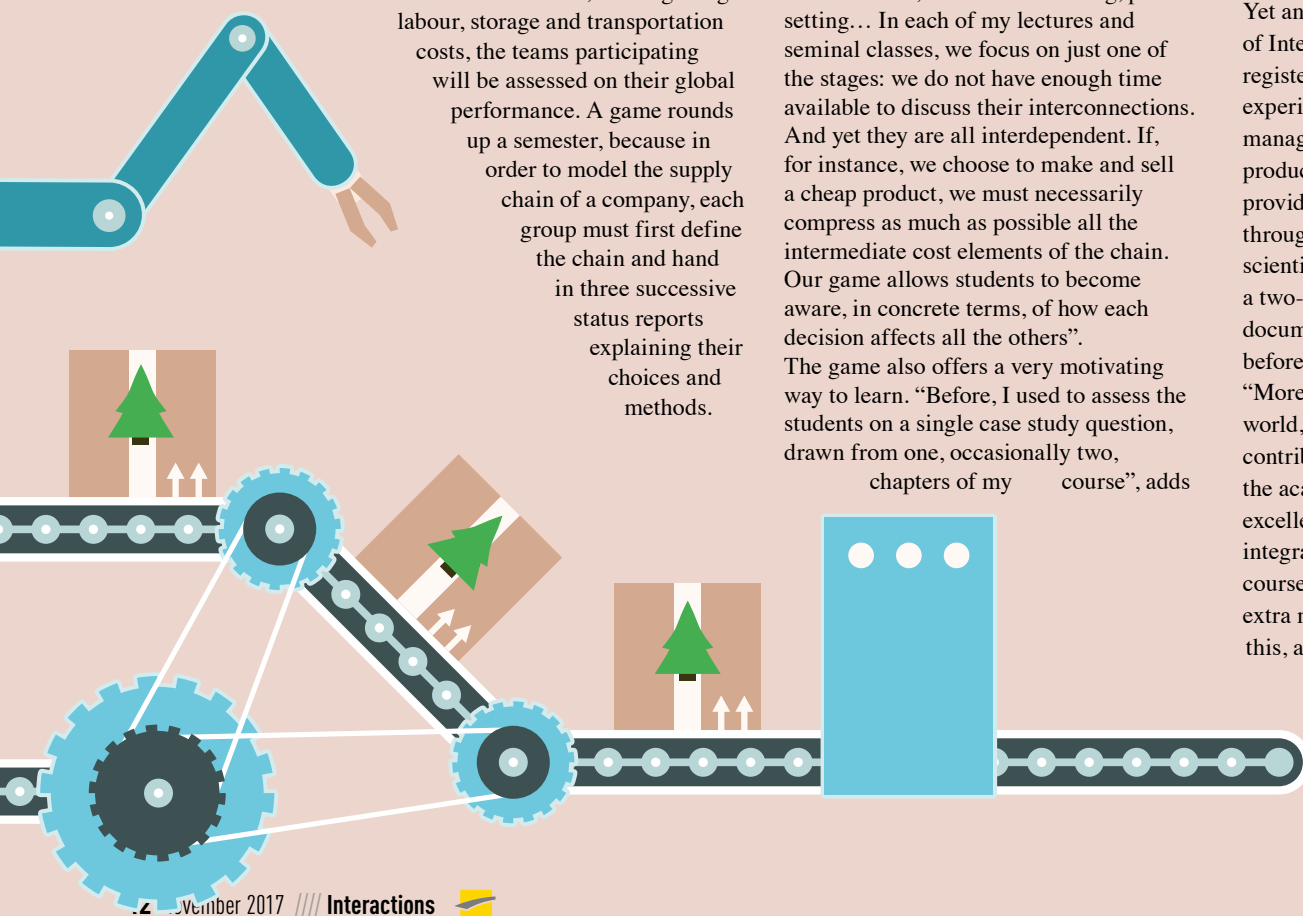 labour, storage and transportation
costs, the teams participating
will be assessed on their global
performance. A game rounds
up a semester, because in
order to model the supply
chain of a company, each
group must first define
the chain and hand
in three successive
status reports
explaining their
choices and
methods.
setting… In each of my lectures and
seminal classes, we focus on just one of
the stages: we do not have enough time
available to discuss their interconnections.
And yet they are all interdependent. If,
for instance, we choose to make and sell
a cheap product, we must necessarily
compress as much as possible all the
intermediate cost elements of the chain.
Our game allows students to become
aware, in concrete terms, of how each
decision affects all the others”.
The game also offers a very motivating
way to learn. “Before, I used to assess the
students on a single case study question,
drawn from one, occasionally two,
chapters of my course”, adds
Yet an
of Inte
registe
experi
manag
produc
provid
throug
scienti
a two-
docum
before
“More
world,
contrib
the aca
excelle
integra
course
extra
this, a
2017 //// Interactions